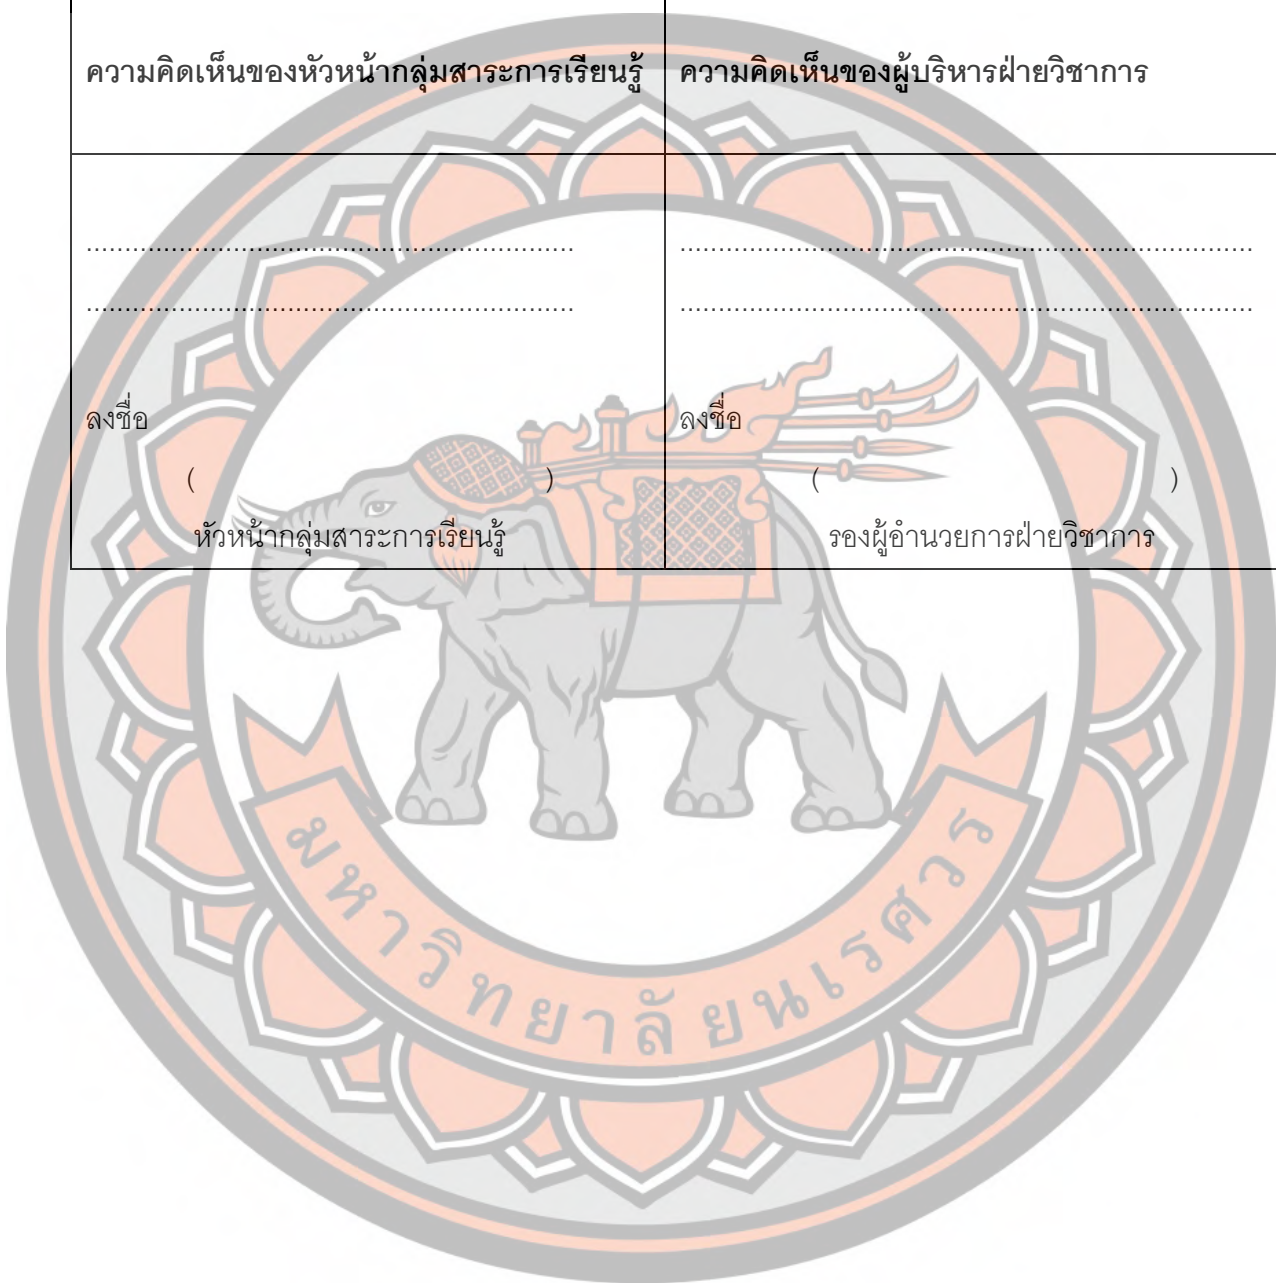 ความคิดเห็นของหัวหน้ากลุ่มสาระการเรียนรู้
ความคิดเห็นของผู้บริหารฝ่ายวิชาการ
................................................................
................................................................
ลงชื่อ
( )
หัวหน้ากลุ่มสาระการเรียนรู้
...........................................................................
...........................................................................
ลงชื่อ
( )
รองผู้อำนวยการฝ่ายวิชาการ
มหาวิทยาลัยนเรศวร